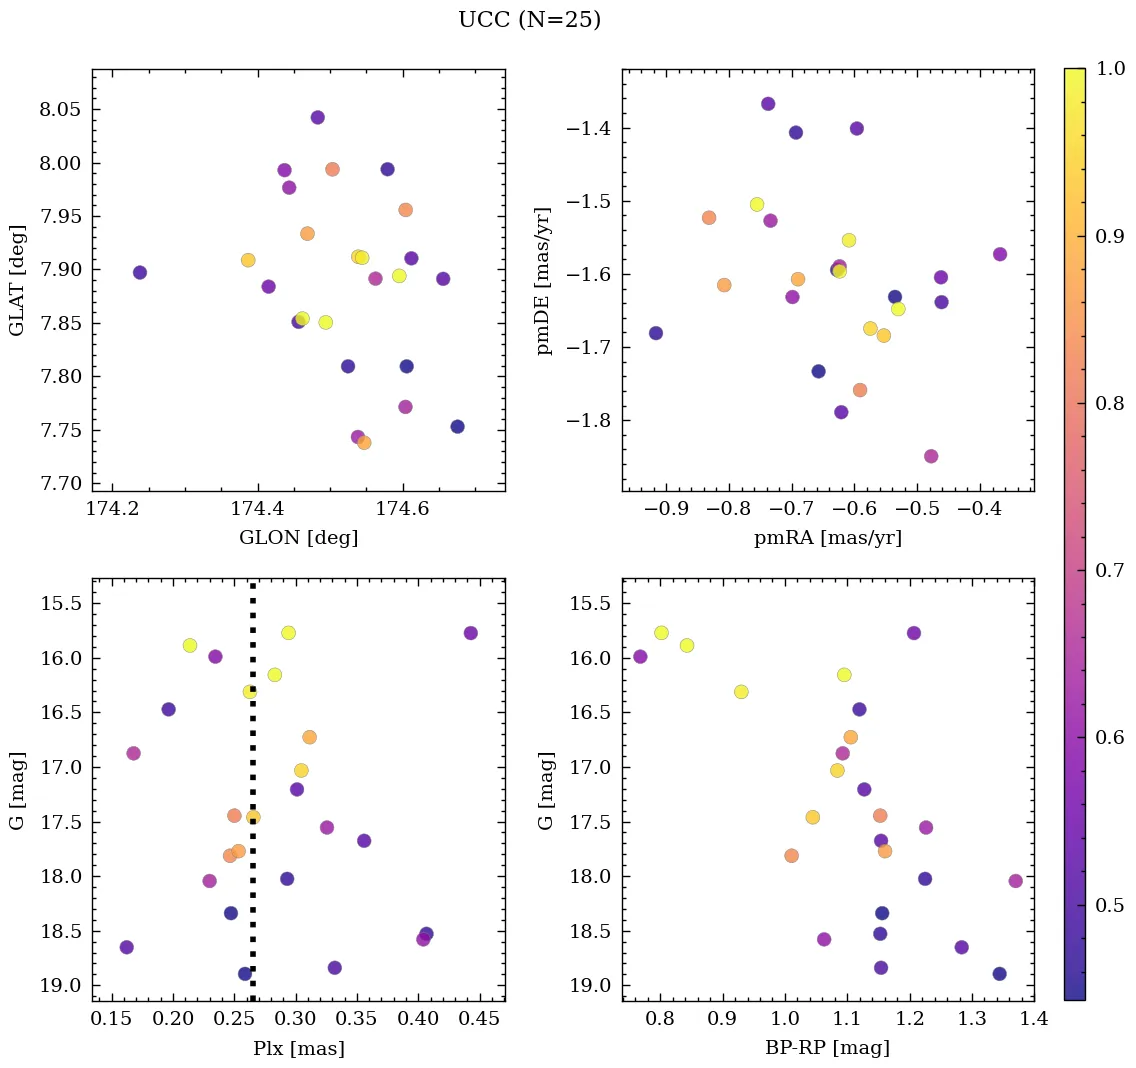 UCC (N=25)
8.05
8.00
7.95
7.90
7.85
7.80
7.75
7.70
GLAT [deg]
174.2 174.4 174.6
GLON [deg]
−1.4
−1.5
−1.6
−1.7
−1.8
pmDE [mas/yr]
−0.9 −0.8 −0.7 −0.6 −0.5 −0.4
pmRA [mas/yr]
1.0
0.9
0.8
0.7
0.6
0.5
15.5
16.0
16.5
17.0
17.5
18.0
18.5
19.0
G [mag]
0.15 0.20 0.25 0.30 0.35 0.40 0.45
Plx [mas]
15.5
16.0
16.5
17.0
17.5
18.0
18.5
19.0
G [mag]
0.8 0.9 1.0 1.1 1.2 1.3 1.4
BP-RP [mag]